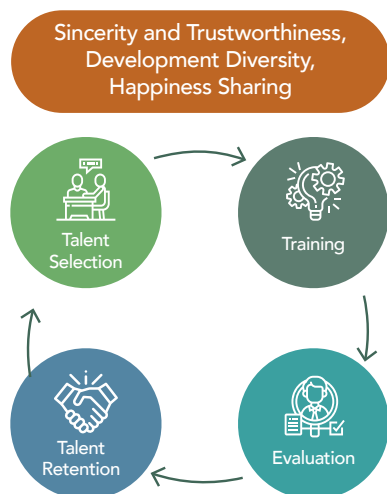 Sincerity and Trustworthiness,
Development Diversity,
Happiness Sharing
Talent
Selection
Training
Talent
Retention
Evaluation